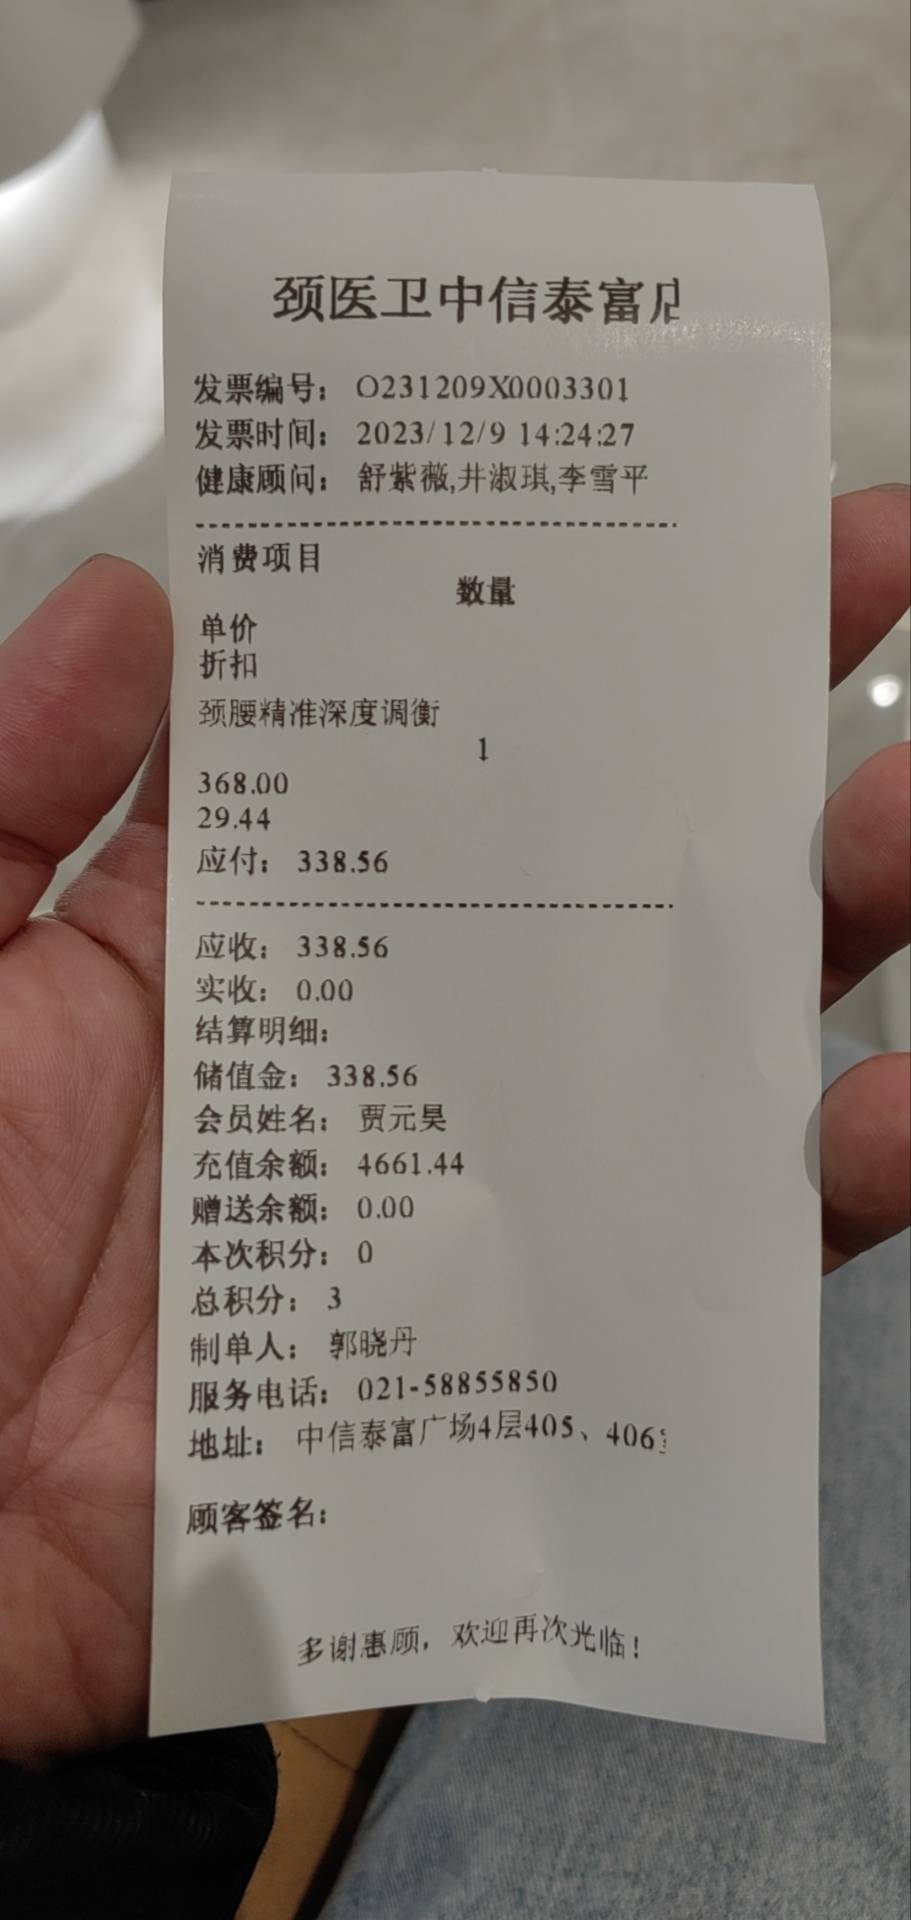 颈医卫中信泰富店
发票编号： O231209X0003301
发票时间： 2023/12/9 14:24:27
健康顾问： 舒紫薇,井淑琪,李雪平
消费项目
数量
单价
折扣
颈腰精准深度调衡
1
368.00
29.44
应付： 338.56
应收： 338.56
实收： 0.00
结算明细：
储值金： 338.56
会员姓名： 贾元昊
充值余额： 4661.44
赠送余额： 0.00
本次积分： 0
总积分： 3
制单人： 郭晓丹
服务电话： 021-58855850
地址： 中信泰富广场4层405、406
顾客签名：
多谢惠顾，欢迎再次光临！